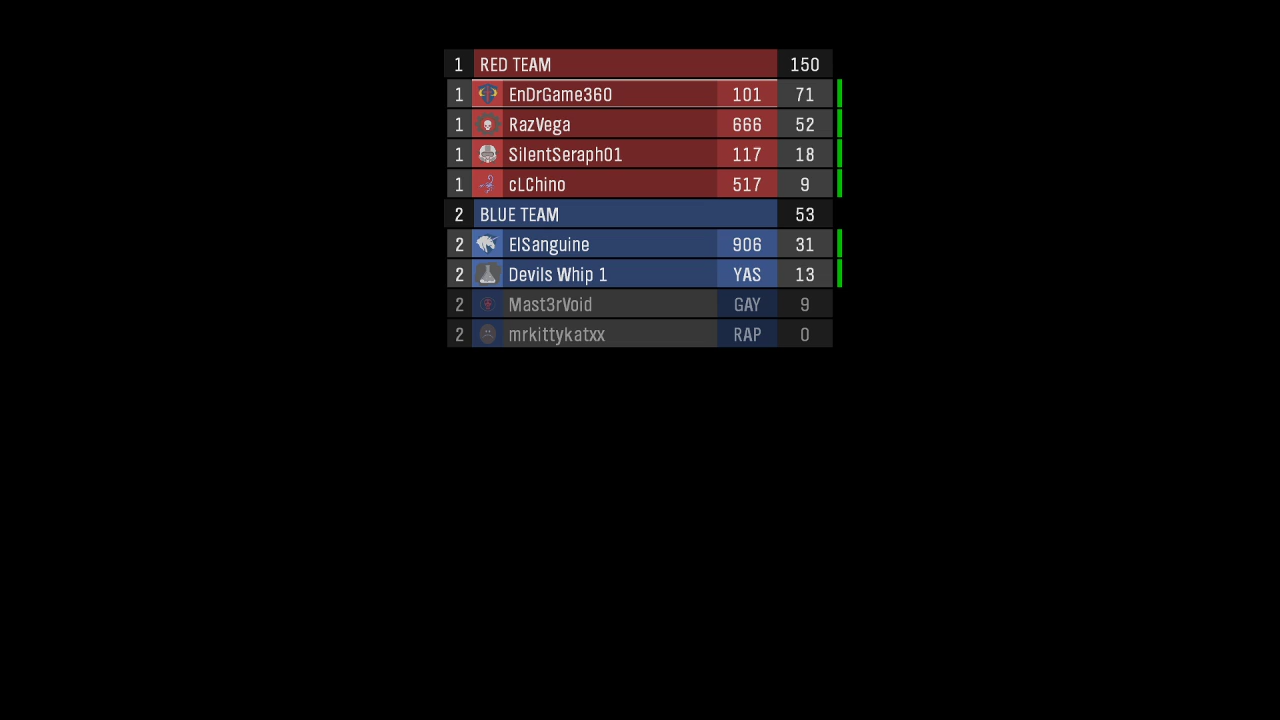 1 RED TEAM 150
1 EnDrGame360 101 71
1 RazVega 666 52
1 SilentSeraph01 117 18
1 cLChino 517 9
2 BLUE TEAM 53
2 ElSanguine 906 31
2 Devils Whip 1 YAS 13
2 Mast3rVoid GAY 9
2 mrkittykatxx RAP 0